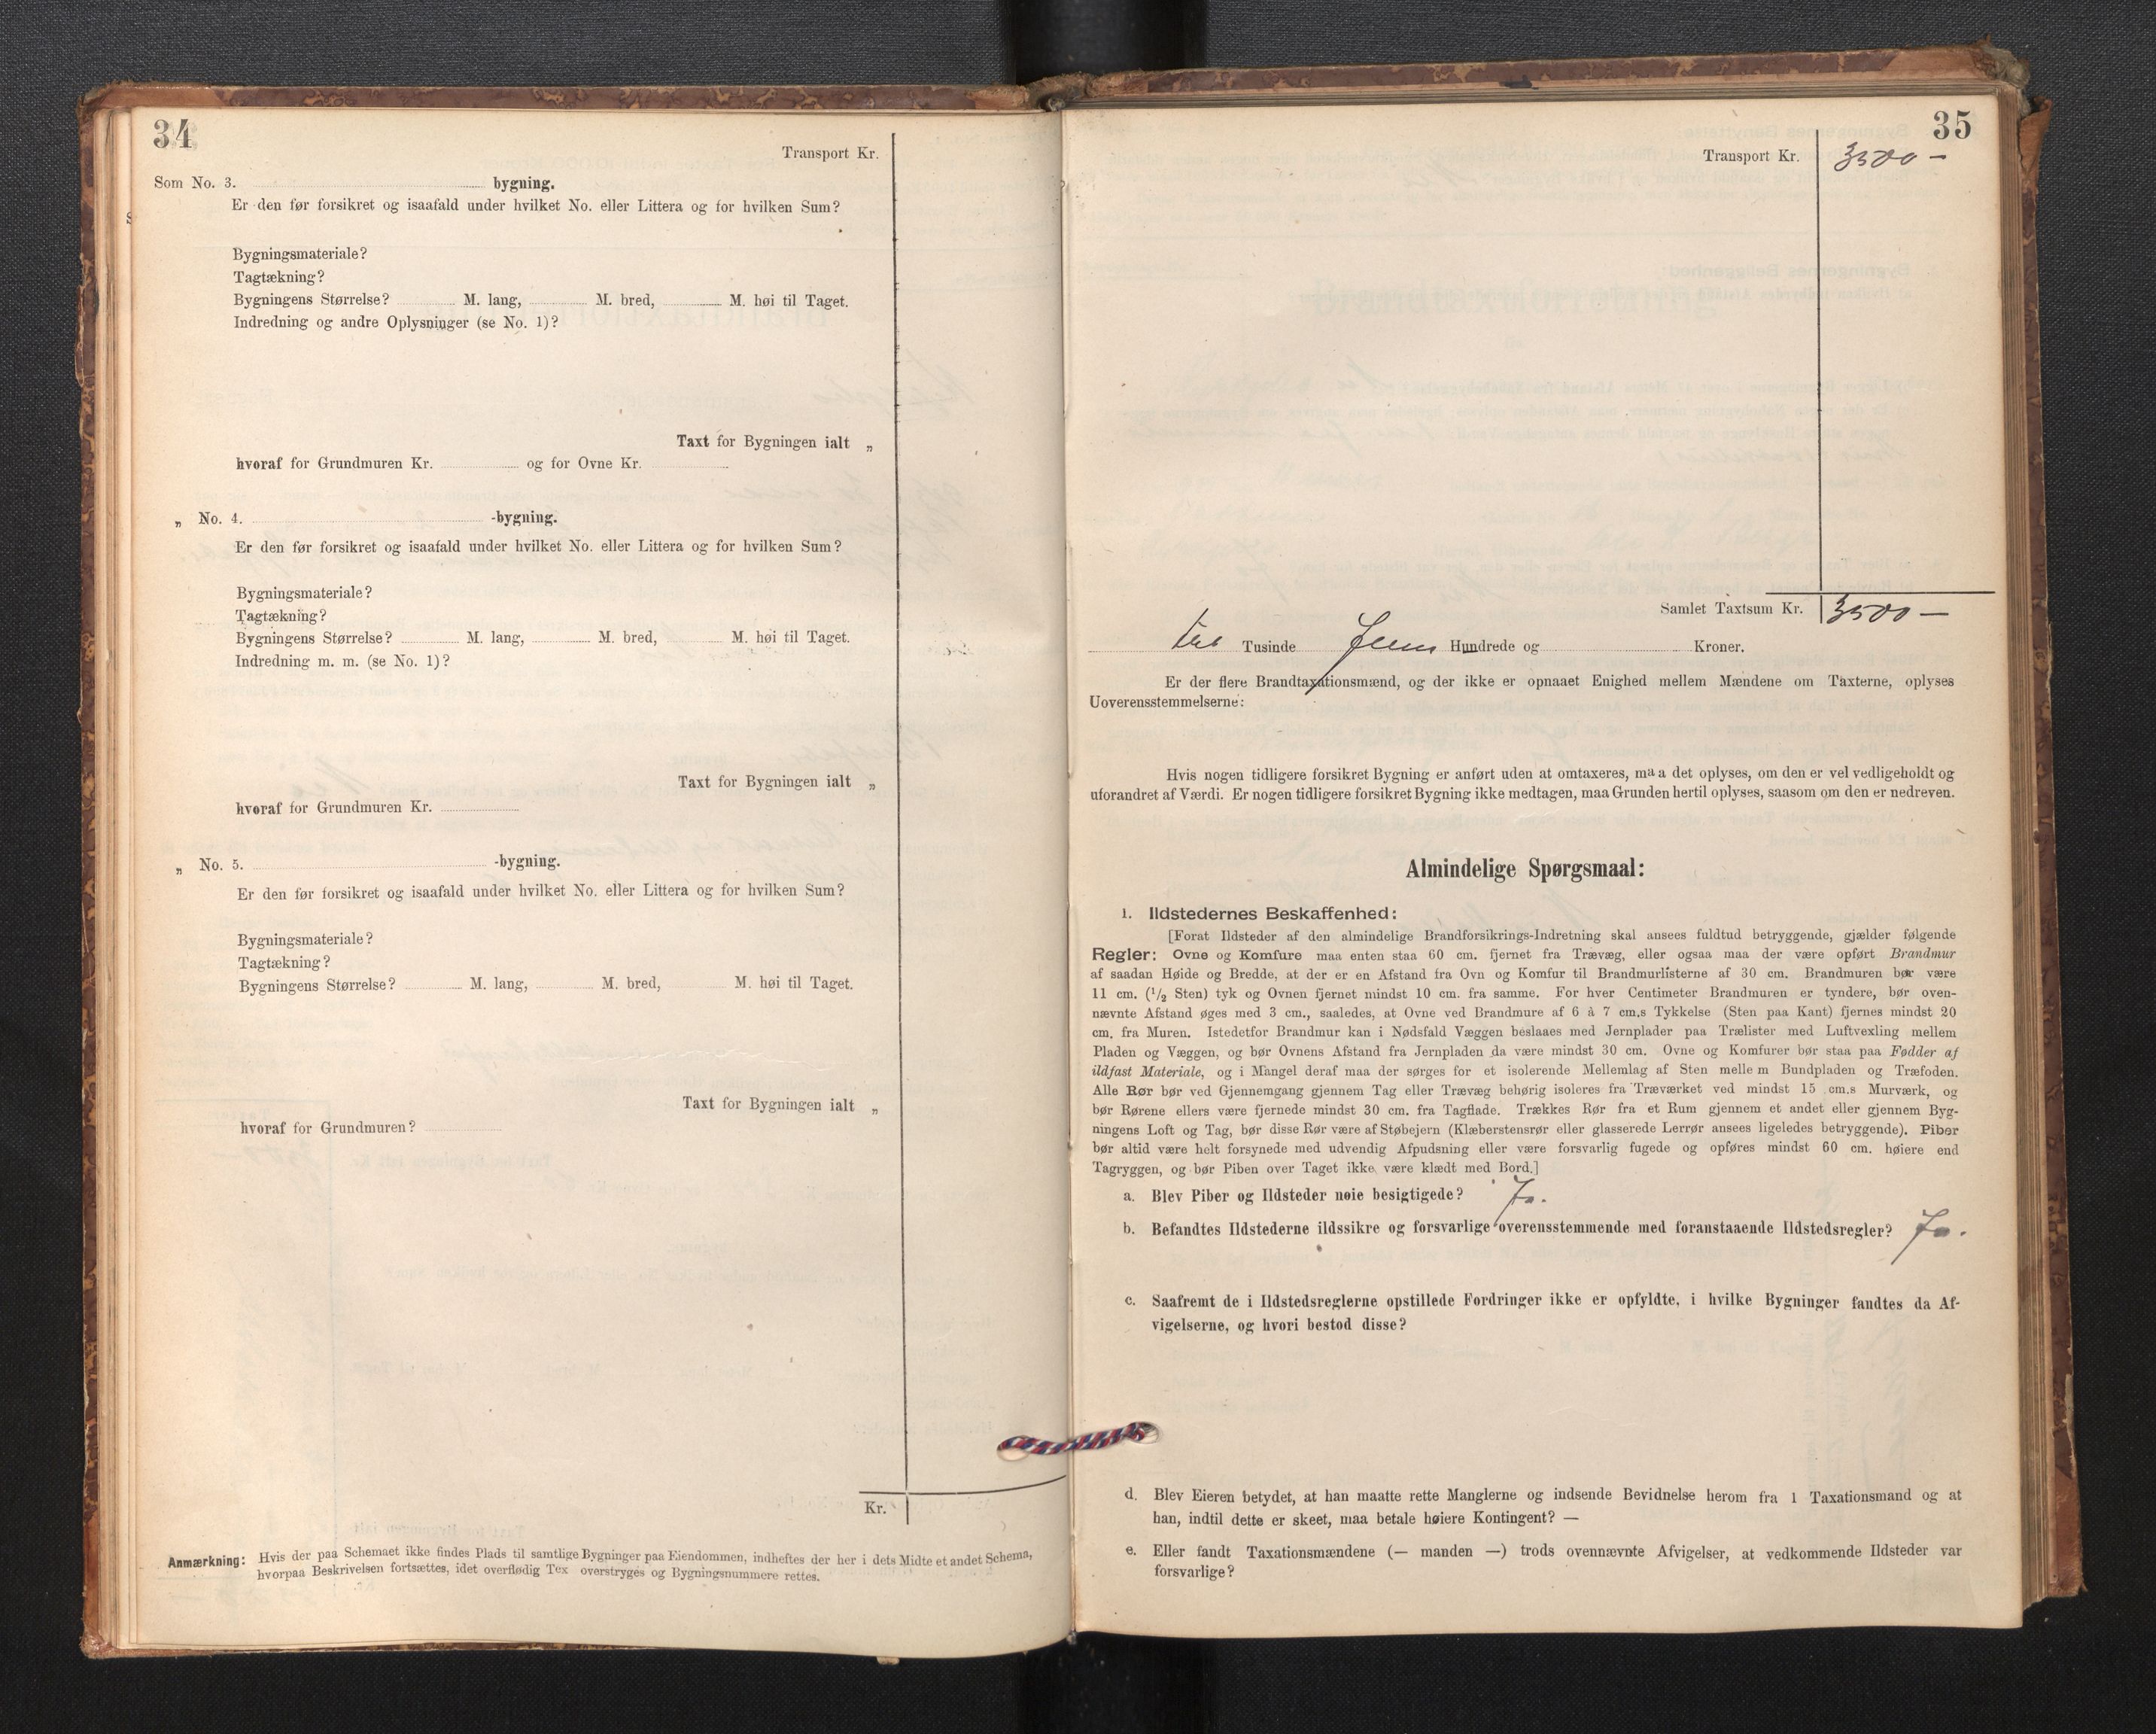 34
Transport Kr.
Som No. 3. bygning.
Er den før forsikret og isaafald under hvilket No. eller Littera og for hvilken Sum?
Bygningsmateriale?
Tagtækning?
Bygningens Størrelse? M. lang, M. bred, M. høi til Taget.
Indredning og andre Oplysninger (se No. 1)?
Taxt for Bygningen ialt „
hvoraf for Grundmuren Kr. og for Ovne Kr.
„ No. 4. -bygning.
Er den før forsikret og isaafald under hvilket No. eller Littera og for hvilken Sum?
Bygningsmateriale?
Tagtækning?
Bygningens Størrelse? M. lang, M. bred, M. høi til Taget.
Indredning m. m. (se No. 1)?
Taxt for Bygningen ialt „
hvoraf for Grundmuren Kr.
„ No. 5. -bygning.
Er den før forsikret og isaafald under hvilket No. eller Littera og for hvilken Sum?
Bygningsmateriale?
Tagtækning?
Bygningens Størrelse? M. lang, M. bred, M. høi til Taget.
Taxt for Bygningen ialt „
hvoraf for Grundmuren?
Kr.
Anmærkning: Hvis der paa Schemaet ikke findes Plads til samtlige Bygninger paa Eiendommen, indheftes der her i dets Midte et andet Schema,
hvorpaa Beskrivelsen fortsættes, idet overflødig Tex overstryges og Bygningsnummere rettes.
35
Transport Kr. 3500 —
Samlet Taxtsum Kr. 3500 —
tre Tusinde fem Hundrede og Kroner.
Er der flere Brandtaxationsmænd, og der ikke er opnaaet Enighed mellem Mændene om Taxterne, oplyses
Uoverensstemmelserne:
Hvis nogen tidligere forsikret Bygning er anført uden at omtaxeres, maa det oplyses, om den er vel vedligeholdt og
uforandret af Værdi. Er nogen tidligere forsikret Bygning ikke medtagen, maa Grunden hertil oplyses, saasom om den er nedreven.
Almindelige Spørgsmaal:
1. Ildstedernes Beskaffenhed:
[Forat Ildsteder af den almindelige Brandforsikrings-Indretning skal ansees fuldtud betryggende, gjælder følgende
Regler: Ovne og Komfure maa enten staa 60 cm. fjernet fra Trævæg, eller ogsaa maa der være opført Brandmur
af saadan Høide og Bredde, at der er en Afstand fra Ovn og Komfur til Brandmurlisterne af 30 cm. Brandmuren bør være
11 cm. (1/2 Sten) tyk og Ovnen fjernet mindst 10 cm. fra samme. For hver Centimeter Brandmuren er tyndere, bør oven-
nævnte Afstand øges med 3 cm., saaledes, at Ovne ved Brandmure af 6 à 7 cm.s Tykkelse (Sten paa Kant) fjernes mindst 20
cm. fra Muren. Istedetfor Brandmur kan i Nødsfald Væggen beslaaes med Jernplader paa Trælister med Luftvexling mellem
Pladen og Væggen, og bør Ovnens Afstand fra Jernpladen da være mindst 30 cm. Ovne og Komfurer bør staa paa Fødder af
ildfast Materiale, og i Mangel deraf maa der sørges for et isolerende Mellemlag af Sten melle m Bundpladen og Træfoden.
Alle Rør bør ved Gjennemgang gjennem Tag eller Trævæg behørig isoleres fra Træværket ved mindst 15 cm.s Murværk, og
bør Rørene ellers være fjernede mindst 30 cm. fra Tagflade. Trækkes Rør fra et Rum gjennem et andet eller gjennem Byg-
ningens Loft og Tag, bør disse Rør være af Støbejern (Klæberstensrør eller glasserede Lerrør ansees ligeledes betryggende). Piber
bør altid være helt forsynede med udvendig Afpudsning eller være forsvarlig fugede og opføres mindst 60 cm. høiere end
Tagryggen, og bør Piben over Taget ikke være klædt med Bord.]
a. Blev Piber og Ildsteder nøie besigtigede? Ja.
b. Befandtes Ildstederne ildssikre og forsvarlige overensstemmende med foranstaaende Ildstedsregler? Ja.
c. Saafremt de i Ildstedsreglerne opstillede Fordringer ikke er opfyldte, i hvilke Bygninger fandtes da Af-
vigelserne, og hvori bestod disse?
d. Blev Eieren betydet, at han maatte rette Manglerne og indsende Bevidnelse herom fra 1 Taxationsmand og at
han, indtil dette er skeet, maa betale høiere Kontingent? —
e. Eller fandt Taxationsmændene (— manden —) trods ovennævnte Afvigelser, at vedkommende Ildsteder var
forsvarlige?